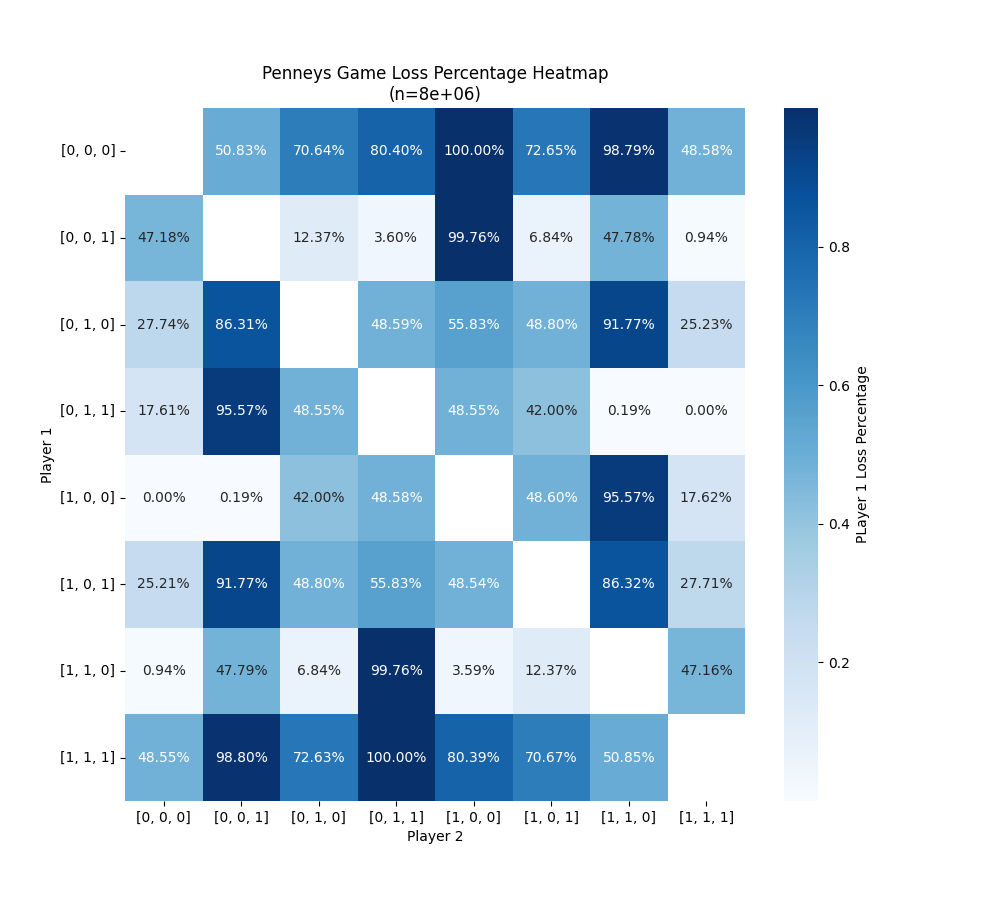 Penneys Game Loss Percentage Heatmap
(n=8e+06)
[0, 0, 0] 50.83% 70.64% 80.40% 100.00% 72.65% 98.79% 48.58%
[0, 0, 1] 47.18% 12.37% 3.60% 99.76% 6.84% 47.78% 0.94%
[0, 1, 0] 27.74% 86.31% 48.59% 55.83% 48.80% 91.77% 25.23%
[0, 1, 1] 17.61% 95.57% 48.55% 48.55% 42.00% 0.19% 0.00%
[1, 0, 0] 0.00% 0.19% 42.00% 48.58% 48.60% 95.57% 17.62%
[1, 0, 1] 25.21% 91.77% 48.80% 55.83% 48.54% 86.32% 27.71%
[1, 1, 0] 0.94% 47.79% 6.84% 99.76% 3.59% 12.37% 47.16%
[1, 1, 1] 48.55% 98.80% 72.63% 100.00% 80.39% 70.67% 50.85%
[0, 0, 0] [0, 0, 1] [0, 1, 0] [0, 1, 1] [1, 0, 0] [1, 0, 1] [1, 1, 0] [1, 1, 1]
Player 2
Player 1
0.8
0.6
0.4
0.2
PLayer 1 Loss Percentage